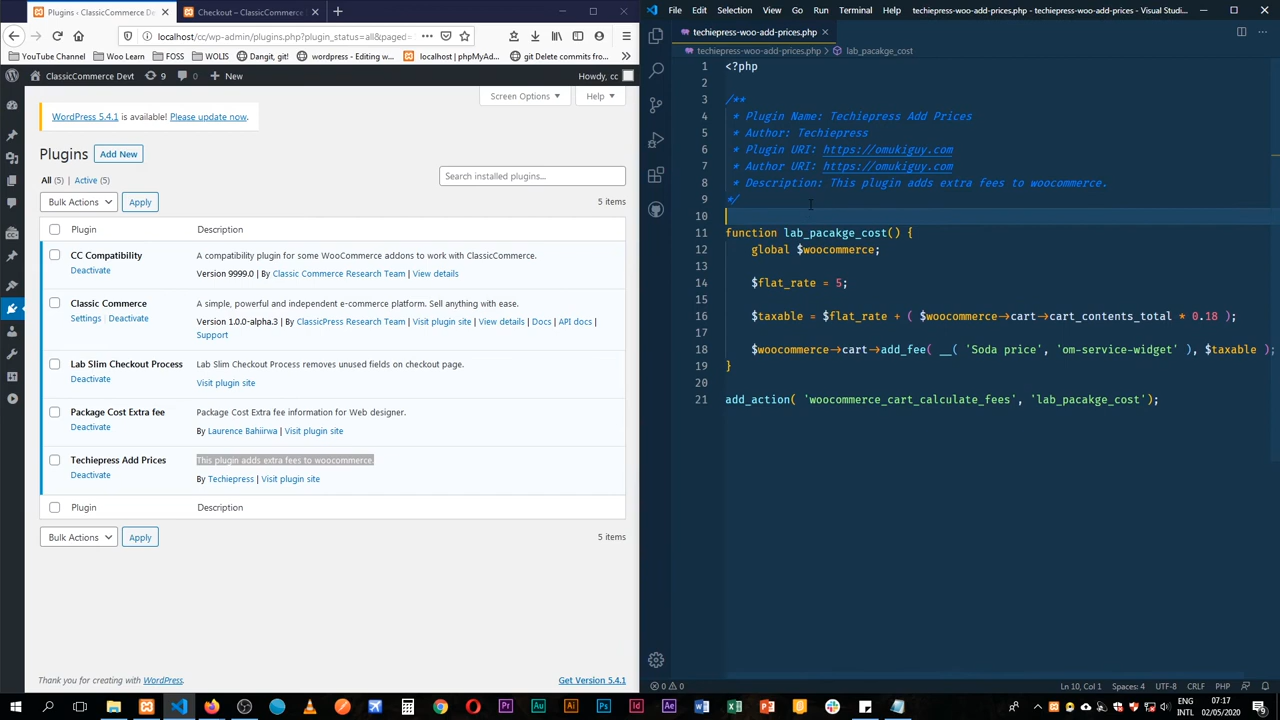 Plugins ‹ ClassicCommerce De
Checkout – ClassicCommerce
localhost/cc/wp-admin/plugins.php?plugin_status=all&paged=
YouTube Channel
Woo Learn
FOSS
WOLIS
Dangit, git!
wordpress - Editing w...
localhost | phpMyAd...
git Delete commits fro...
ClassicCommerce Devt
9
0
New
Howdy, cc
Screen Options
Help
WordPress 5.4.1 is available! Please update now.
Plugins
Add New
All (5) | Active (5)
Search installed plugins...
Bulk Actions
Apply
5 items
Plugin
Description
CC Compatibility
Deactivate
A compatibility plugin for some WooCommerce addons to work with ClassicCommerce.
Version 9999.0 | By Classic Commerce Research Team | View details
Classic Commerce
Settings | Deactivate
A simple, powerful and independent e-commerce platform. Sell anything with ease.
Version 1.0.0-alpha.3 | By ClassicPress Research Team | Visit plugin site | View details | Docs | API docs |
Support
Lab Slim Checkout Process
Deactivate
Lab Slim Checkout Process removes unused fields on checkout page.
Visit plugin site
Package Cost Extra fee
Deactivate
Package Cost Extra fee information for Web designer.
By Laurence Bahiirwa | Visit plugin site
Techiepress Add Prices
Deactivate
This plugin adds extra fees to woocommerce.
By Techiepress | Visit plugin site
Plugin
Description
Bulk Actions
Apply
5 items
Thank you for creating with WordPress.
Get Version 5.4.1
File Edit Selection View Go Run Terminal Help
techiepress-woo-add-prices.php - techiepress-woo-add-prices - Visual Studi...
techiepress-woo-add-prices.php
techiepress-woo-add-prices.php > lab_pacakge_cost
1 <?php
2
3 /**
4 * Plugin Name: Techiepress Add Prices
5 * Author: Techiepress
6 * Plugin URI: https://omukiguy.com
7 * Author URI: https://omukiguy.com
8 * Description: This plugin adds extra fees to woocommerce.
9 */
10
11 function lab_pacakge_cost() {
12 global $woocommerce;
13
14 $flat_rate = 5;
15
16 $taxable = $flat_rate + ( $woocommerce->cart->cart_contents_total * 0.18 );
17
18 $woocommerce->cart->add_fee( __( 'Soda price', 'om-service-widget' ), $taxable );
19 }
20
21 add_action( 'woocommerce_cart_calculate_fees', 'lab_pacakge_cost');
0 0
Ln 10, Col 1
Spaces: 4
UTF-8
CRLF
PHP
Pr
Au
Ai
Ps
Id
Ae
ENG
INTL
07:17
02/05/2020